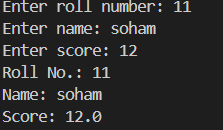 Enter roll number: 11
Enter name: soham
Enter score: 12
Roll No.: 11
Name: soham
Score: 12.0